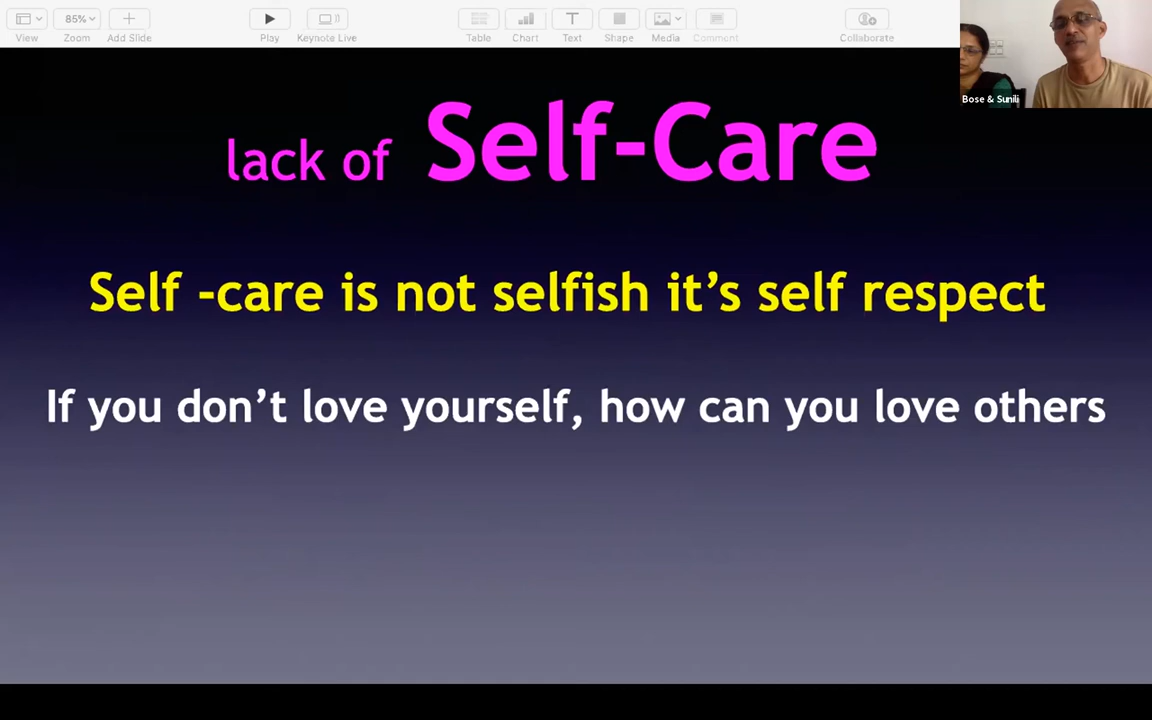 85%
View
Zoom
Add Slide
Play
Keynote Live
Table
Chart
Text
Shape
Media
Comment
Collaborate
Bose & Sunili
lack of Self-Care
Self -care is not selfish it’s self respect
If you don’t love yourself, how can you love others